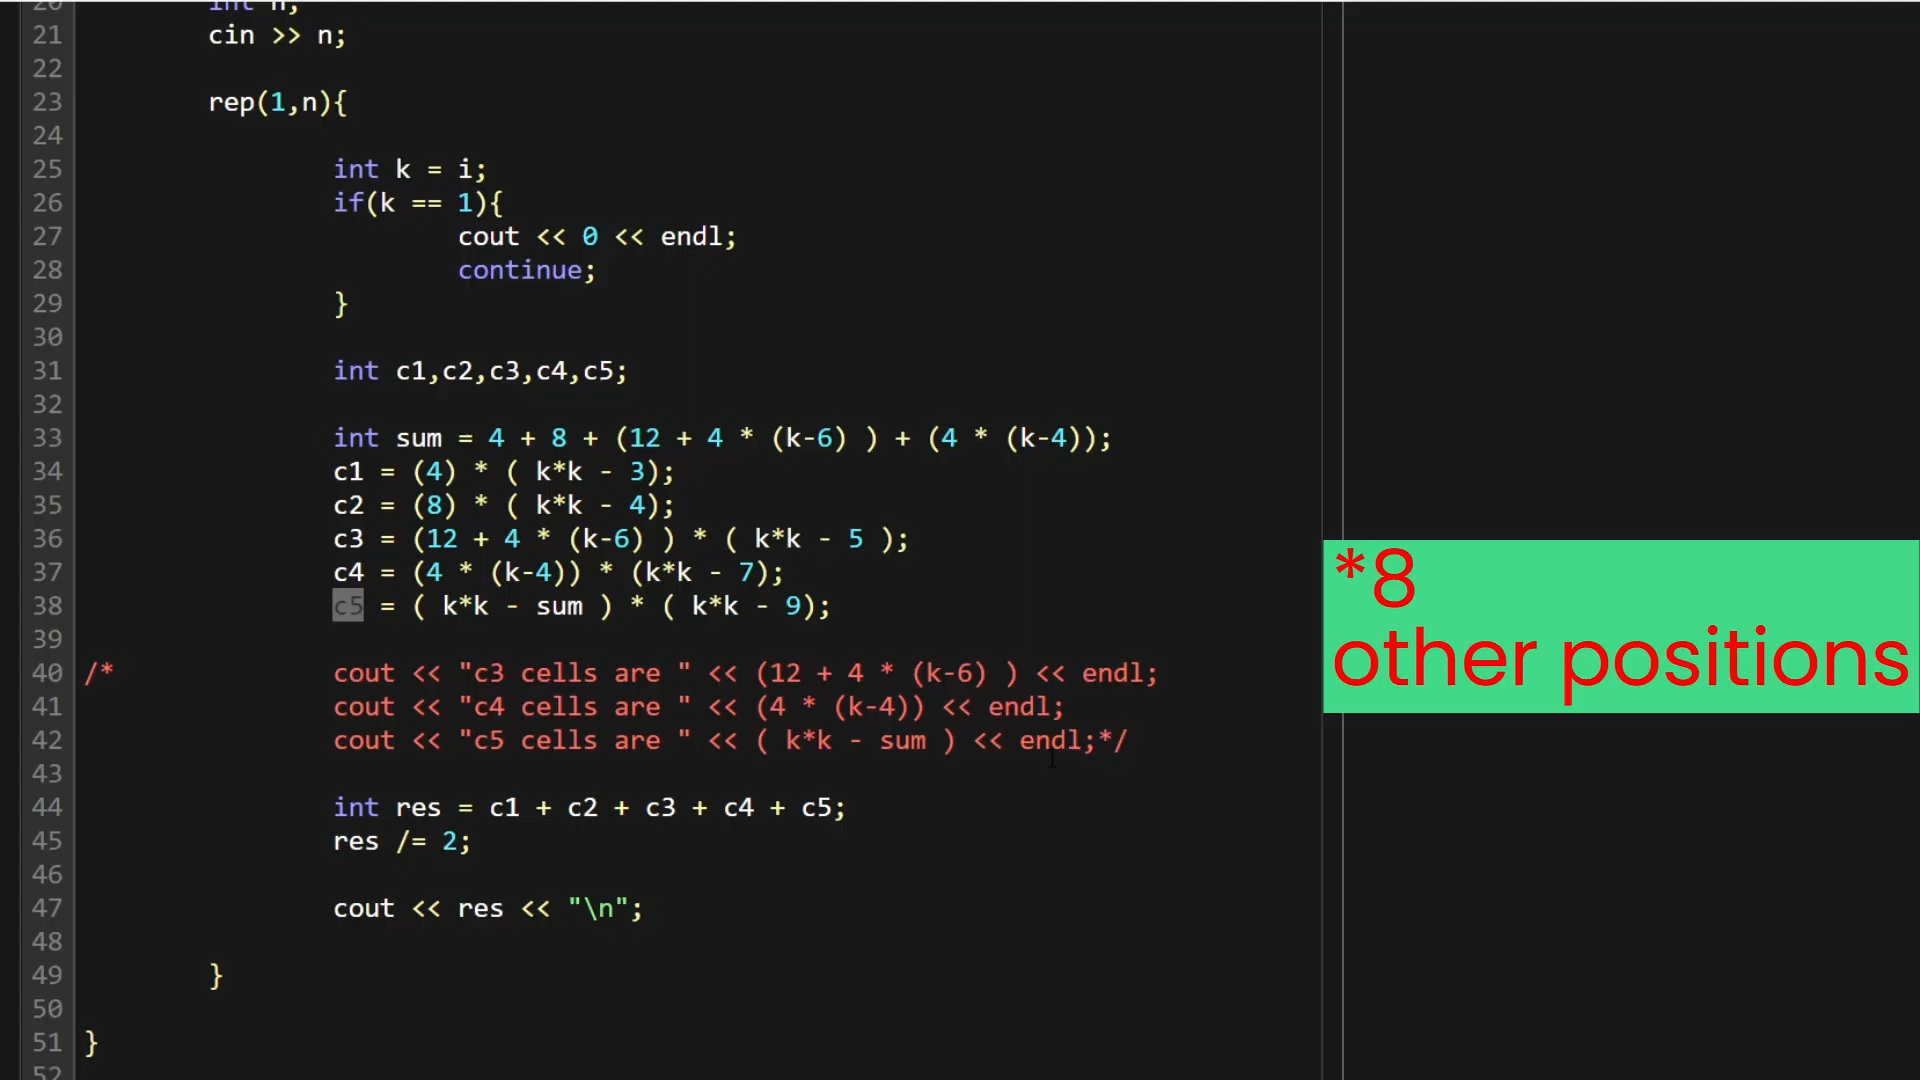 20 int n;
21 cin >> n;
22
23 rep(1,n){
24
25 int k = i;
26 if(k == 1){
27 cout << 0 << endl;
28 continue;
29 }
30
31 int c1,c2,c3,c4,c5;
32
33 int sum = 4 + 8 + (12 + 4 * (k-6) ) + (4 * (k-4));
34 c1 = (4) * ( k*k - 3);
35 c2 = (8) * ( k*k - 4);
36 c3 = (12 + 4 * (k-6) ) * ( k*k - 5 );
37 c4 = (4 * (k-4)) * (k*k - 7);
38 c5 = ( k*k - sum ) * ( k*k - 9);
39
40 /* cout << "c3 cells are " << (12 + 4 * (k-6) ) << endl;
41 cout << "c4 cells are " << (4 * (k-4)) << endl;
42 cout << "c5 cells are " << ( k*k - sum ) << endl;*/
43
44 int res = c1 + c2 + c3 + c4 + c5;
45 res /= 2;
46
47 cout << res << "\n";
48
49 }
50
51 }
52
*8
other positions